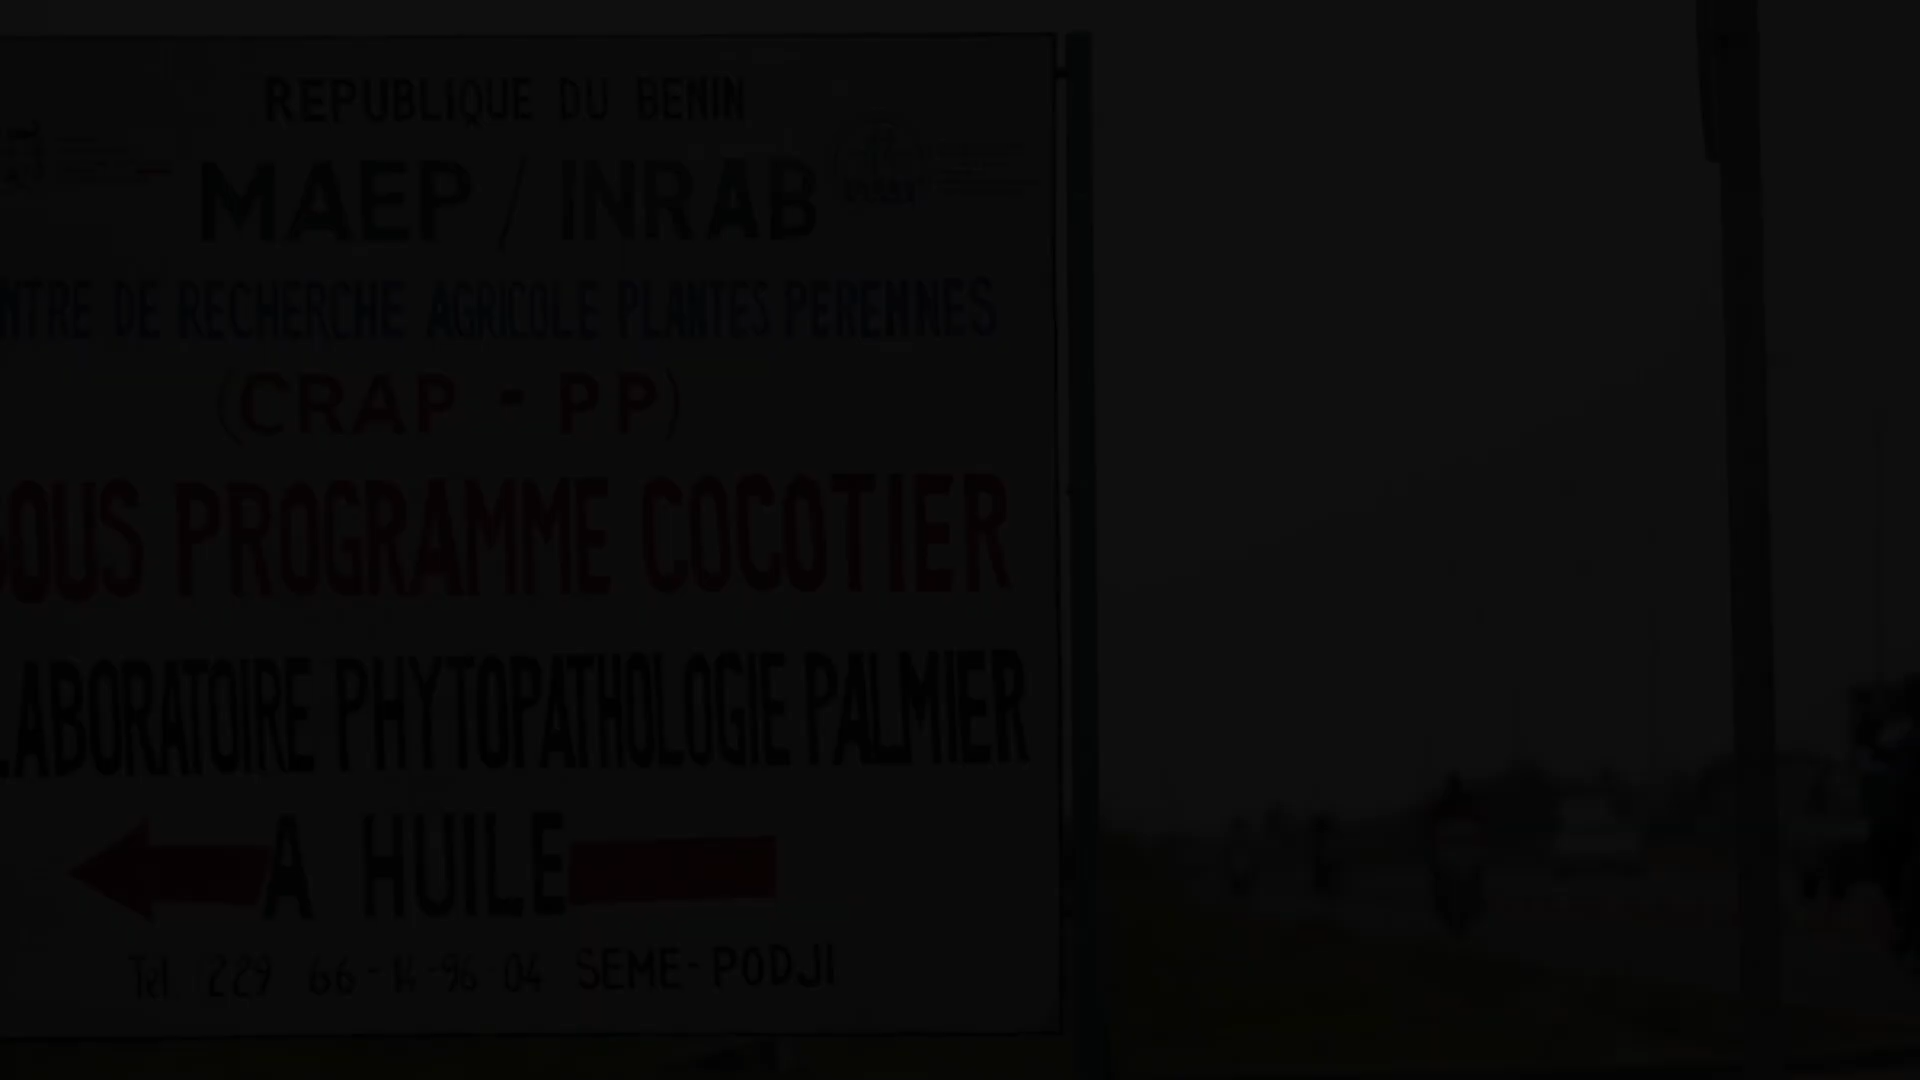 REPUBLIQUE DU BENIN
MAEP / INRAB
NTRE DE RECHERCHE AGRICOLE PLANTES PERENNES
(CRAP - PP)
SOUS PROGRAMME COCOTIER
LABORATOIRE PHYTOPATHOLOGIE PALMIER
A HUILE
Tel. 229 66-14-96-04 SEME-PODJI